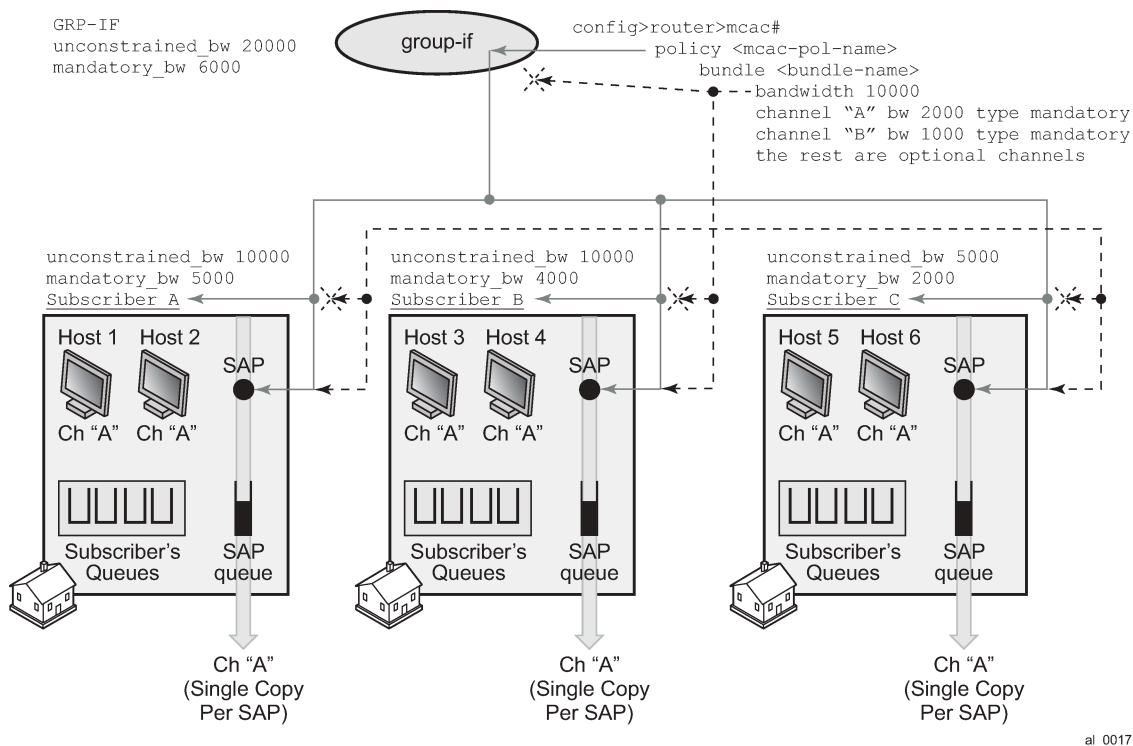 GRP-IF
unconstrained_bw 20000
mandatory_bw 6000
group-if
config>router>mcac#
policy <mcac-pol-name>
bundle <bundle-name>
bandwidth 10000
channel “A” bw 2000 type mandatory
channel “B” bw 1000 type mandatory
the rest are optional channels
unconstrained_bw 10000
mandatory_bw 5000
Subscriber A
unconstrained_bw 10000
mandatory_bw 4000
Subscriber B
unconstrained_bw 5000
mandatory_bw 2000
Subscriber C
Host 1 Host 2
SAP
Ch “A” Ch “A”
Subscriber’s
Queues
SAP
queue
Ch “A”
(Single Copy
Per SAP)
Host 3 Host 4
SAP
Ch “A” Ch “A”
Subscriber’s
Queues
SAP
queue
Ch “A”
(Single Copy
Per SAP)
Host 5 Host 6
SAP
Ch “A” Ch “A”
Subscriber’s
Queues
SAP
queue
Ch “A”
(Single Copy
Per SAP)
al_0017